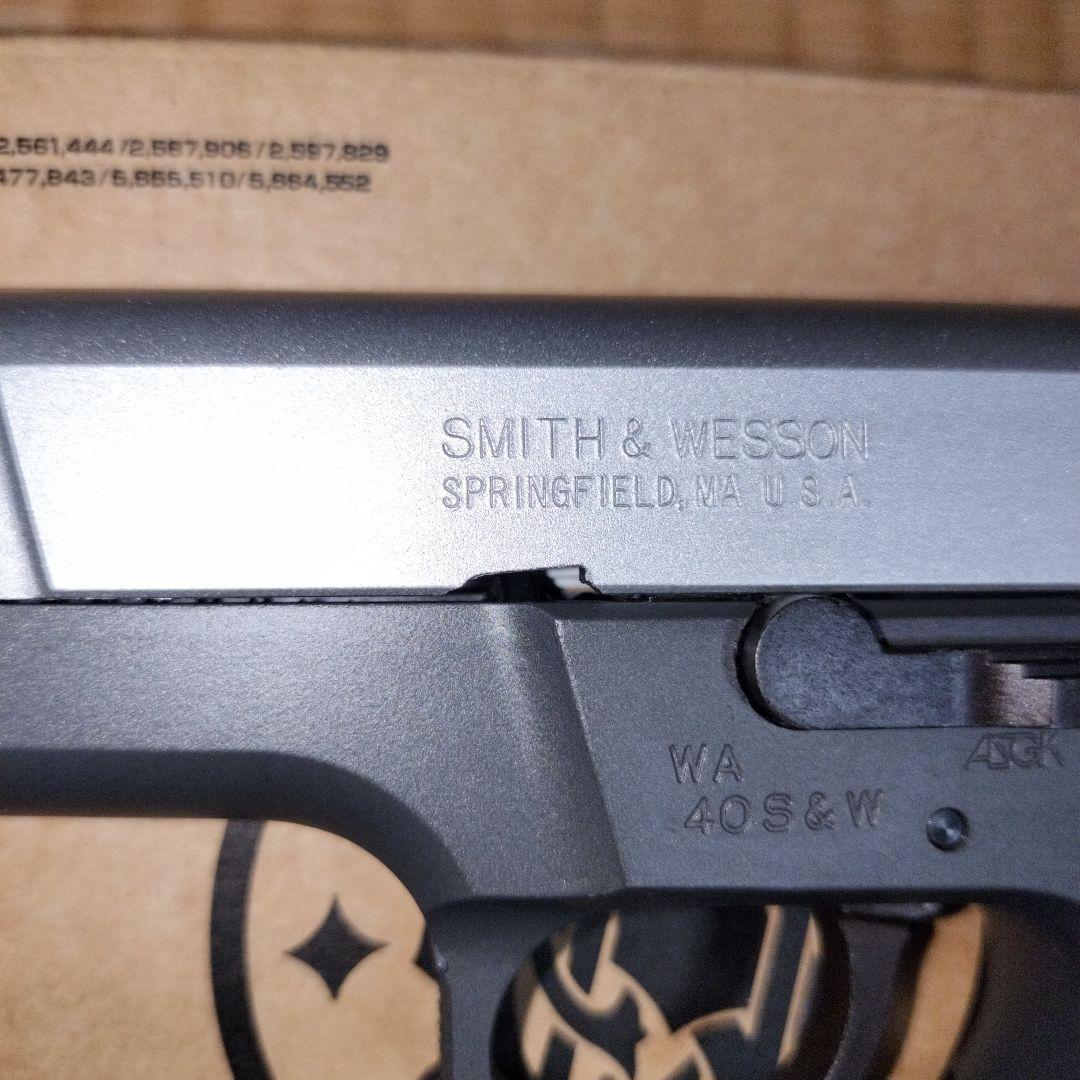 2,561,444/2,567,906/2,597,829
477,843/5,655,510/5,664,552
SMITH & WESSON
SPRINGFIELD, MA U.S.A.
ASGK
WA
40S&W